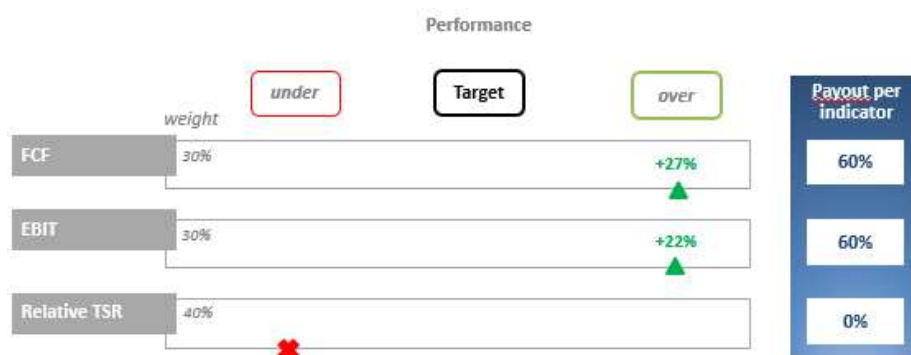 Performance
under
Target
over
Payout per
indicator
weight
FCF
30%
+27%
60%
EBIT
30%
+22%
60%
Relative TSR
40%
0%